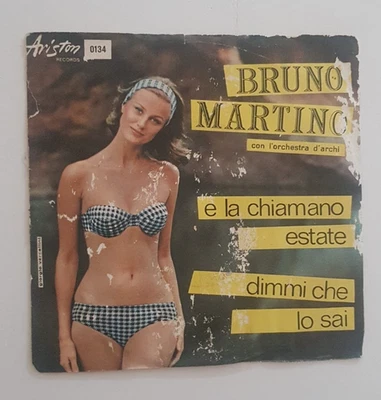 Ariston
RECORDS
0134
BRUNO
MARTINO
con l'orchestra d'archi
e la chiamano
estate
dimmi che
lo sai